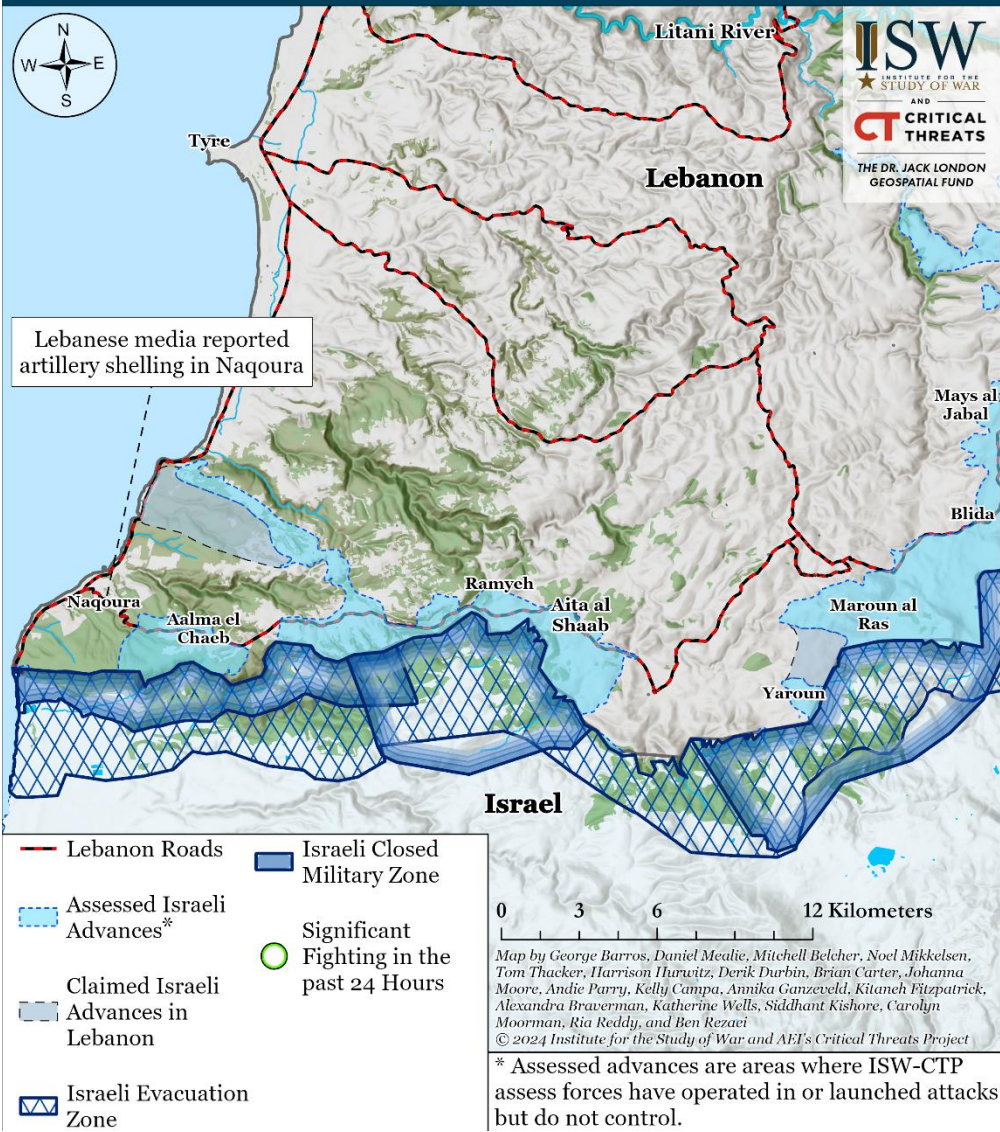 N
W
E
S
Litani River
ISW
INSTITUTE FOR THE
STUDY OF WAR
AND
CT CRITICAL
THREATS
THE DR. JACK LONDON
GEOSPATIAL FUND
Tyre
Lebanon
Lebanese media reported
artillery shelling in Naqoura
Mays al
Jabal
Blida
Ramych
Naqoura
Aalma el
Chaeb
Aita al
Shaab
Maroun al
Ras
Yaroun
Israel
Lebanon Roads
Assessed Israeli
Advances*
Claimed Israeli
Advances in
Lebanon
Israeli Evacuation
Zone
Israeli Closed
Military Zone
Significant
Fighting in the
past 24 Hours
0 3 6 12 Kilometers
Map by George Barros, Daniel Mealie, Mitchell Belcher, Noel Mikkelsen,
Tom Thacker, Harrison Hurwitz, Derik Durbin, Brian Carter, Johanna
Moore, Andie Parry, Kelly Campa, Annika Ganzeveld, Kitaneh Fitzpatrick,
Alexandra Braverman, Katherine Wells, Siddhant Kishore, Carolyn
Moorman, Ria Reddy, and Ben Rezaei
© 2024 Institute for the Study of War and AEI's Critical Threats Project
* Assessed advances are areas where ISW-CTP
assess forces have operated in or launched attacks
but do not control.